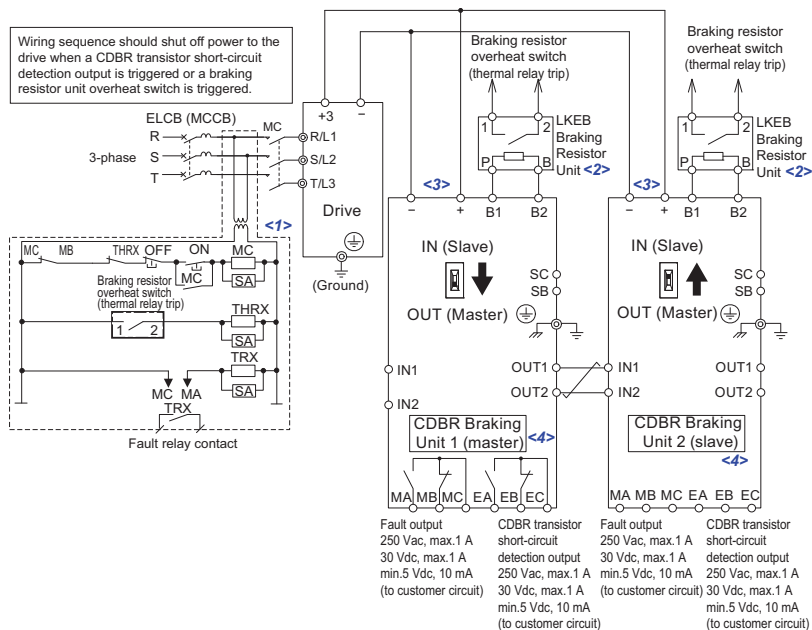 Wiring sequence should shut off power to the
drive when a CDBR transistor short-circuit
detection output is triggered or a braking
resistor unit overheat switch is triggered.
ELCB (MCCB)
R
S
T
3-phase
MC
R/L1
S/L2
T/L3
+3
−
Drive
(Ground)
<1>
MC
MB
THRX
OFF
ON
MC
MC
SA
Braking resistor
overheat switch
(thermal relay trip)
1
2
THRX
SA
TRX
SA
MC
MA
TRX
Fault relay contact
Braking resistor
overheat switch
(thermal relay trip)
1
2
P
B
LKEB
Braking
Resistor
Unit <2>
<3>
−
+
B1
B2
IN (Slave)
OUT (Master)
SC
SB
IN1
IN2
OUT1
OUT2
CDBR Braking
Unit 1 (master)
<4>
MA
MB
MC
EA
EB
EC
Fault output
250 Vac, max.1 A
30 Vdc, max.1 A
min.5 Vdc, 10 mA
(to customer circuit)
CDBR transistor
short-circuit
detection output
250 Vac, max.1 A
30 Vdc, max.1 A
min.5 Vdc, 10 mA
(to customer circuit)
Braking resistor
overheat switch
(thermal relay trip)
1
2
P
B
LKEB
Braking
Resistor
Unit <2>
<3>
−
+
B1
B2
IN (Slave)
OUT (Master)
SC
SB
IN1
IN2
OUT1
OUT2
CDBR Braking
Unit 2 (slave)
<4>
MA
MB
MC
EA
EB
EC
Fault output
250 Vac, max.1 A
30 Vdc, max.1 A
min.5 Vdc, 10 mA
(to customer circuit)
CDBR transistor
short-circuit
detection output
250 Vac, max.1 A
30 Vdc, max.1 A
min.5 Vdc, 10 mA
(to customer circuit)